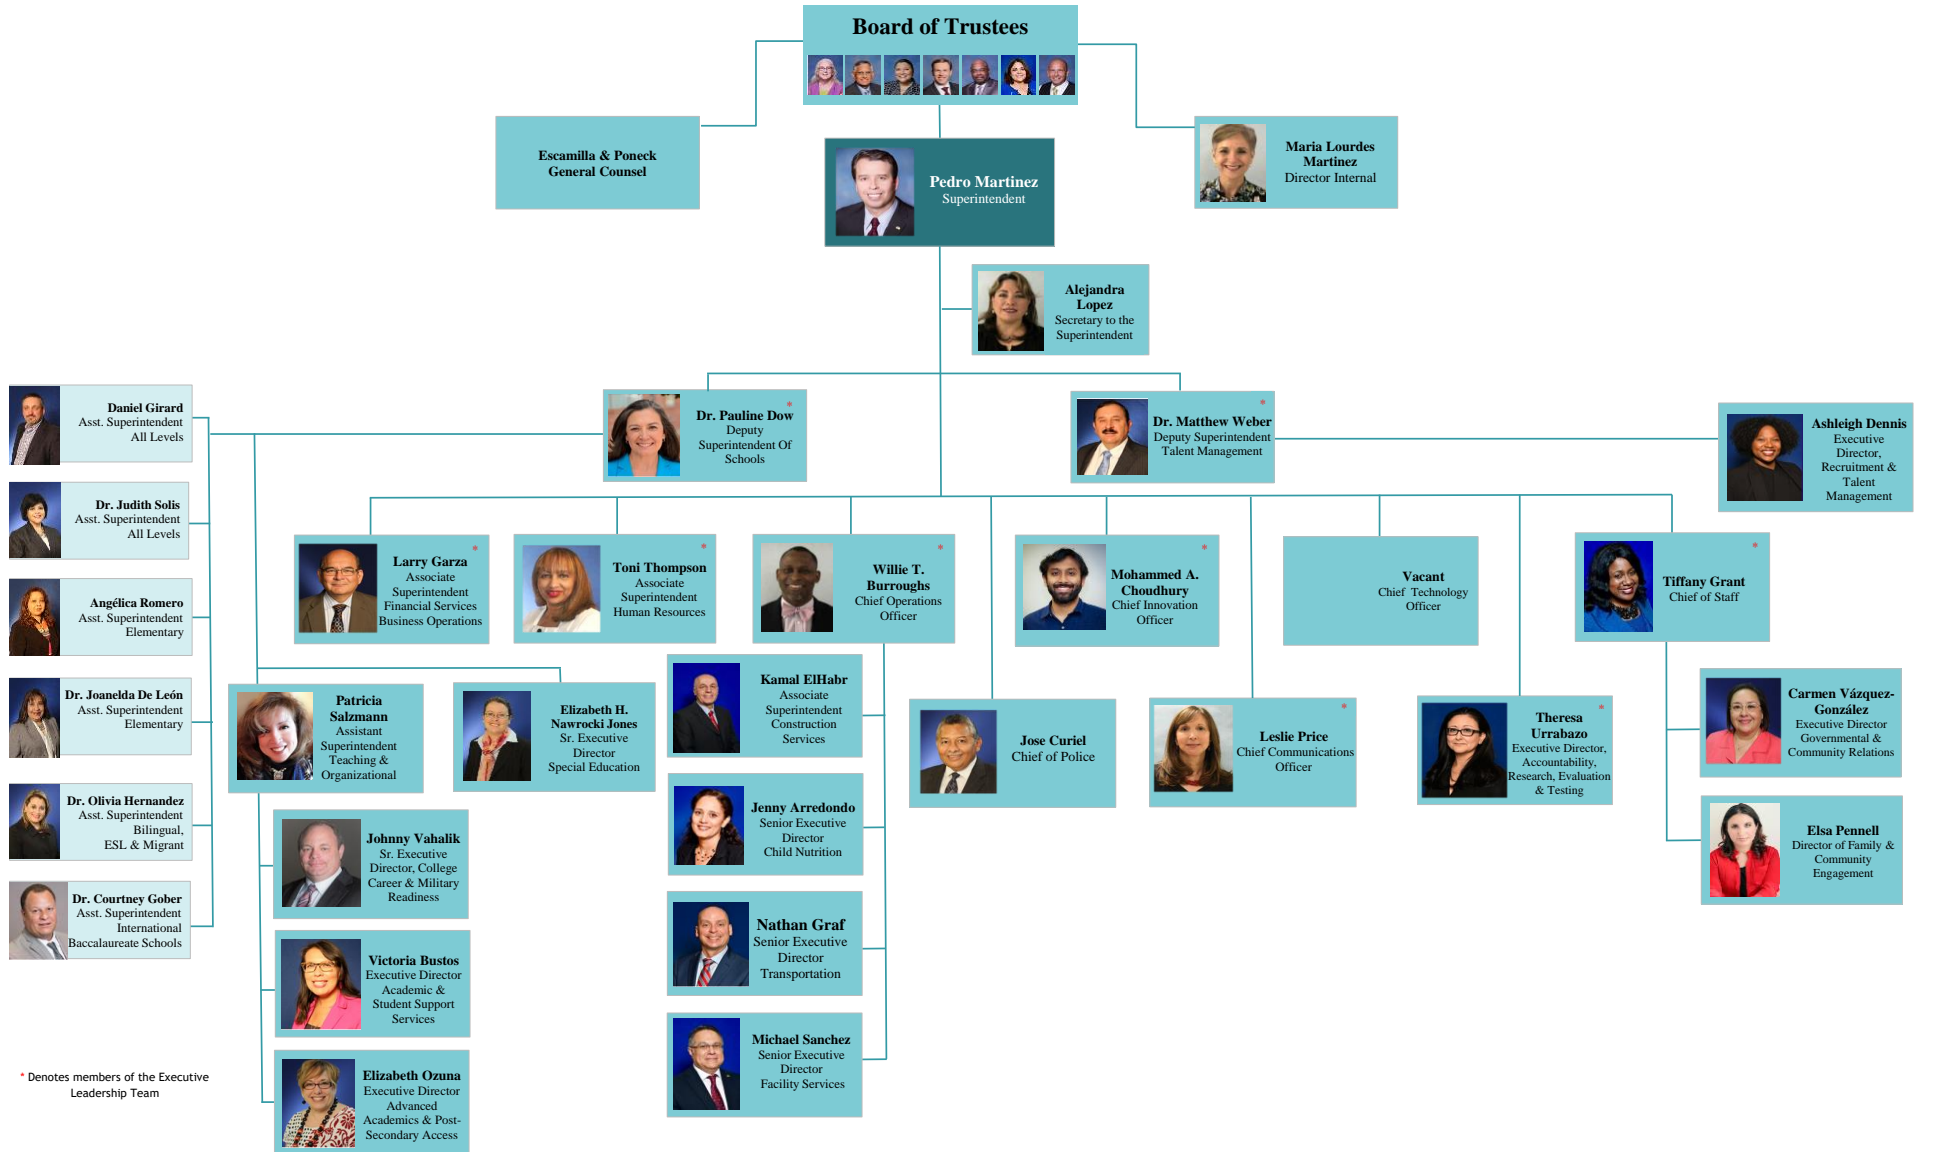 Board of Trustees
Escamilla & Poneck
General Counsel
Maria Lourdes
Martinez
Director Internal
Pedro Martinez
Superintendent
Alejandra
Lopez
Secretary to the
Superintendent
Daniel Girard
Asst. Superintendent
All Levels
Dr. Judith Solis
Asst. Superintendent
All Levels
Angélica Romero
Asst. Superintendent
Elementary
Dr. Joanelda De León
Asst. Superintendent
Elementary
Dr. Olivia Hernandez
Asst. Superintendent
Bilingual,
ESL & Migrant
Dr. Courtney Gober
Asst. Superintendent
International
Baccalaureate Schools
*
Dr. Pauline Dow
Deputy
Superintendent Of
Schools
*
Dr. Matthew Weber
Deputy Superintendent
Talent Management
Ashleigh Dennis
Executive
Director,
Recruitment &
Talent
Management
*
Larry Garza
Associate
Superintendent
Financial Services
Business Operations
*
Toni Thompson
Associate
Superintendent
Human Resources
*
Willie T.
Burroughs
Chief Operations
Officer
*
Mohammed A.
Choudhury
Chief Innovation
Officer
Vacant
Chief Technology
Officer
*
Tiffany Grant
Chief of Staff
Patricia
Salzmann
Assistant
Superintendent
Teaching &
Organizational
Elizabeth H.
Nawrocki Jones
Sr. Executive
Director
Special Education
Kamal ElHabr
Associate
Superintendent
Construction
Services
Jose Curiel
Chief of Police
*
Leslie Price
Chief Communications
Officer
*
Theresa
Urrabazo
Executive Director,
Accountability,
Research, Evaluation
& Testing
Carmen Vázquez-
González
Executive Director
Governmental &
Community Relations
Johnny Vahalik
Sr. Executive
Director, College
Career & Military
Readiness
Jenny Arredondo
Senior Executive
Director
Child Nutrition
Elsa Pennell
Director of Family &
Community
Engagement
Victoria Bustos
Executive Director
Academic &
Student Support
Services
Nathan Graf
Senior Executive
Director
Transportation
Elizabeth Ozuna
Executive Director
Advanced
Academics & Post-
Secondary Access
Michael Sanchez
Senior Executive
Director
Facility Services
* Denotes members of the Executive
Leadership Team